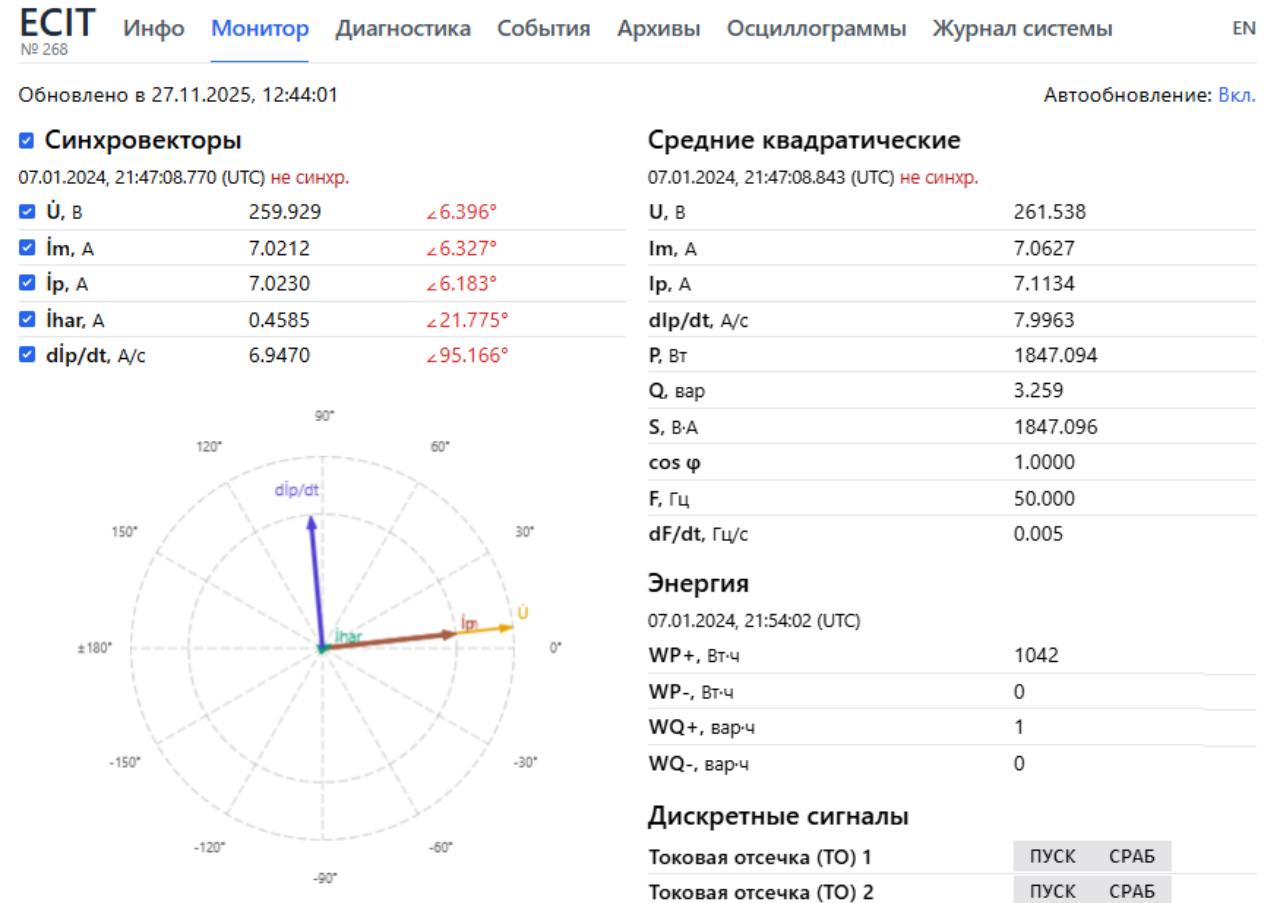 ECIT Инфо Монитор Диагностика События Архивы Осциллограммы Журнал системы EN
№ 268
Обновлено в 27.11.2025, 12:44:01 Автообновление: Вкл.
Синхровекторы
07.01.2024, 21:47:08.770 (UTC) не синхр.
U̇, В 259.929 ∠6.396°
İm, А 7.0212 ∠6.327°
İp, А 7.0230 ∠6.183°
İhar, А 0.4585 ∠21.775°
dİp/dt, А/с 6.9470 ∠95.166°
90°
120° 60°
dİp/dt
150° 30°
U̇
İm
İhar
±180° 0°
-150° -30°
-120° -60°
-90°
Средние квадратические
07.01.2024, 21:47:08.843 (UTC) не синхр.
U, В 261.538
Im, А 7.0627
Ip, А 7.1134
dIp/dt, А/с 7.9963
P, Вт 1847.094
Q, вар 3.259
S, В·А 1847.096
cos φ 1.0000
F, Гц 50.000
dF/dt, Гц/с 0.005
Энергия
07.01.2024, 21:54:02 (UTC)
WP+, Вт·ч 1042
WP-, Вт·ч 0
WQ+, вар·ч 1
WQ-, вар·ч 0
Дискретные сигналы
Токовая отсечка (ТО) 1 ПУСК СРАБ
Токовая отсечка (ТО) 2 ПУСК СРАБ